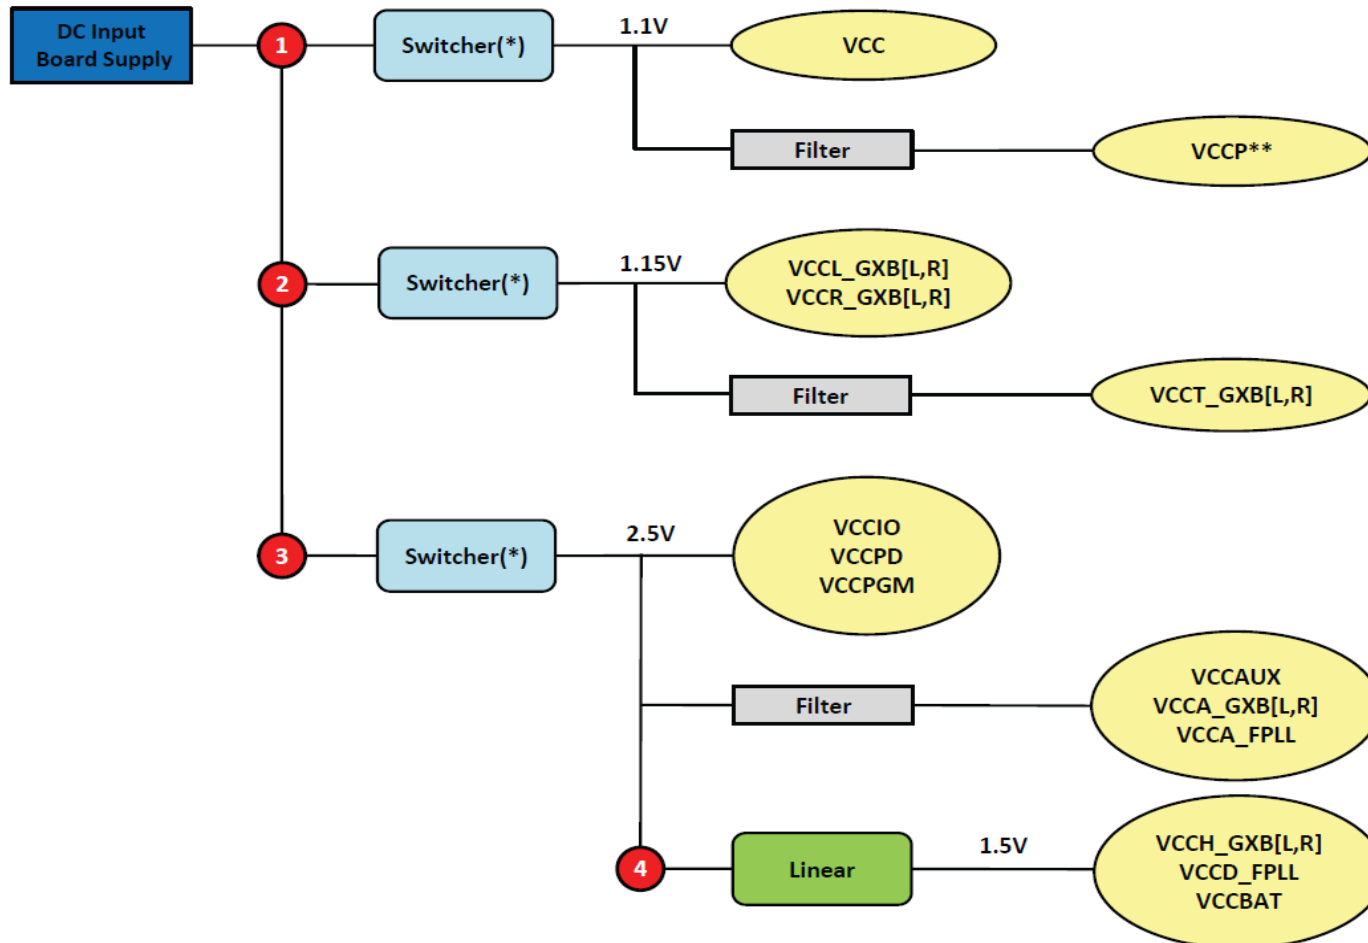 DC Input
Board Supply
1
Switcher(*)
1.1V
VCC
Filter
VCCP**
2
Switcher(*)
1.15V
VCCL_GXB[L,R]
VCCR_GXB[L,R]
Filter
VCCT_GXB[L,R]
3
Switcher(*)
2.5V
VCCIO
VCCPD
VCCPGM
Filter
VCCAUX
VCCA_GXB[L,R]
VCCA_FPLL
4
Linear
1.5V
VCCH_GXB[L,R]
VCCD_FPLL
VCCBAT